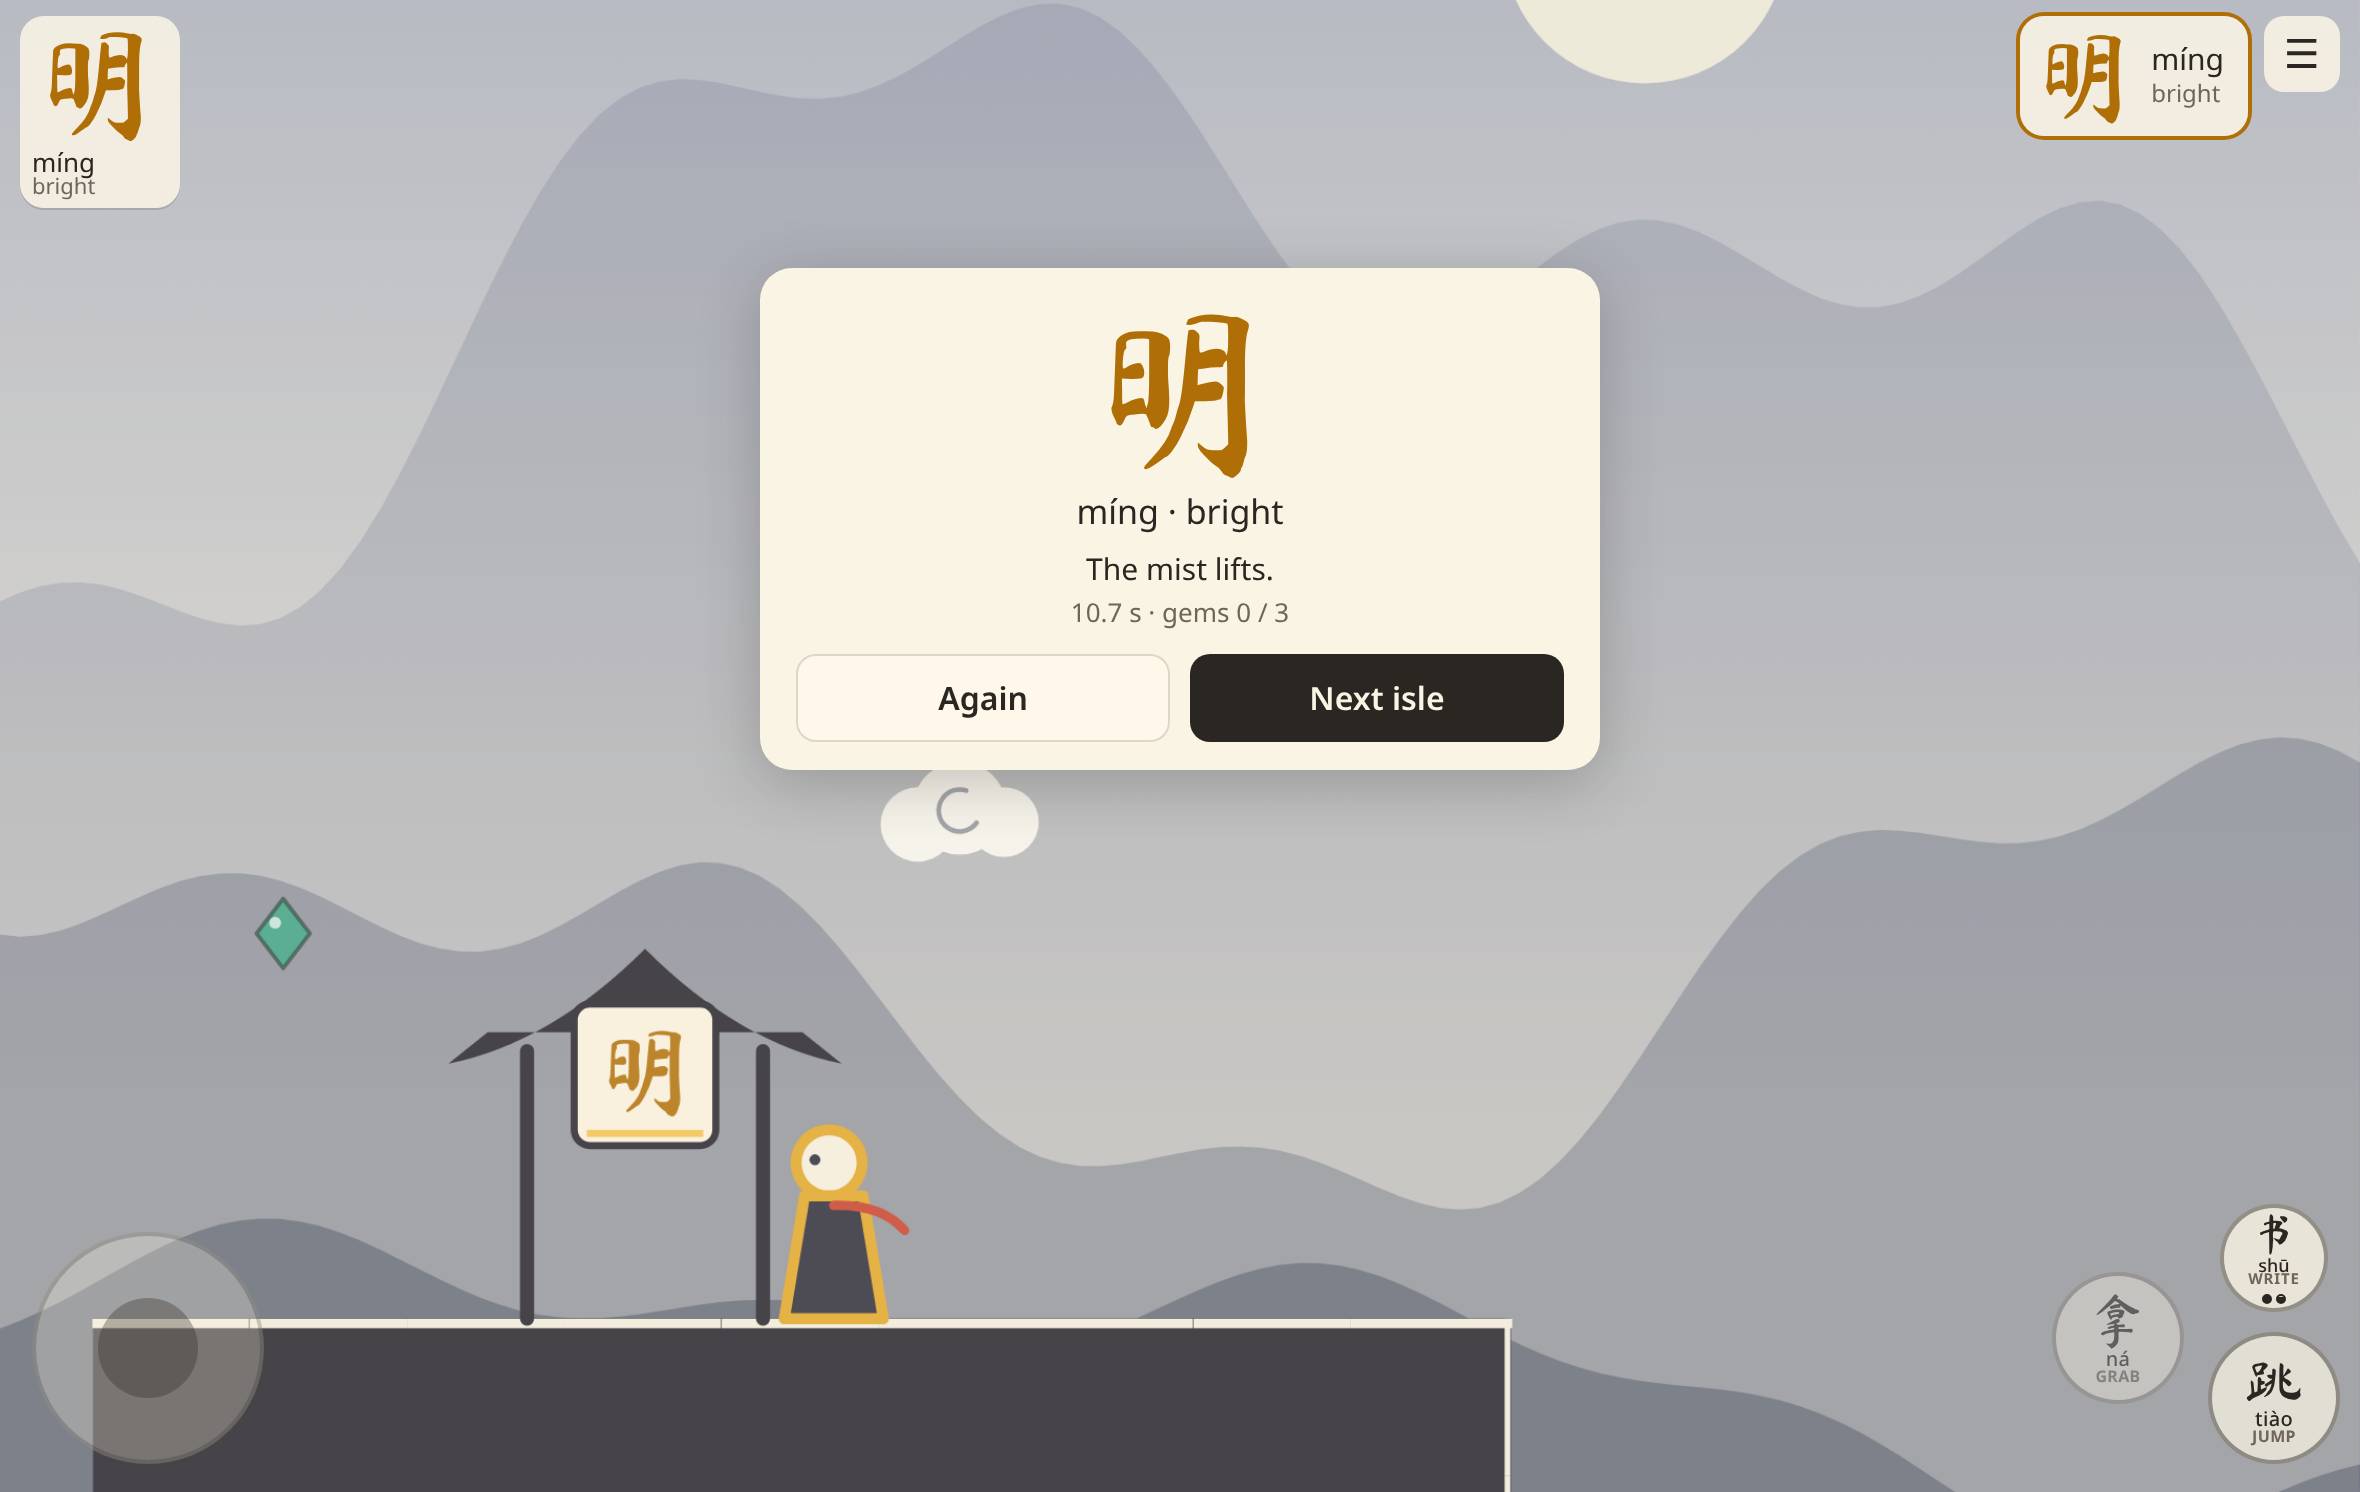 明
míng
bright
明
míng
bright
☰
明
míng · bright
The mist lifts.
10.7 s · gems 0 / 3
Again
Next isle
明
书
shū
WRITE
拿
ná
GRAB
跳
tiào
JUMP